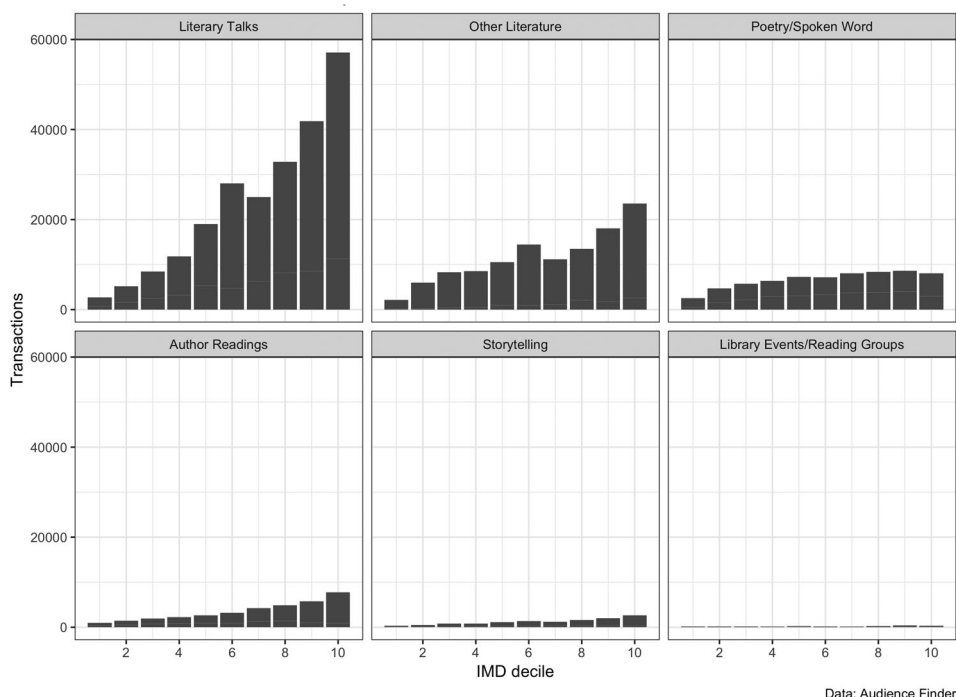 Literary Talks
Other Literature
Poetry/Spoken Word
60000
40000
20000
0
Author Readings
Storytelling
Library Events/Reading Groups
60000
40000
20000
0
Transactions
2 4 6 8 10
2 4 6 8 10
2 4 6 8 10
IMD decile
Data: Audience Finder